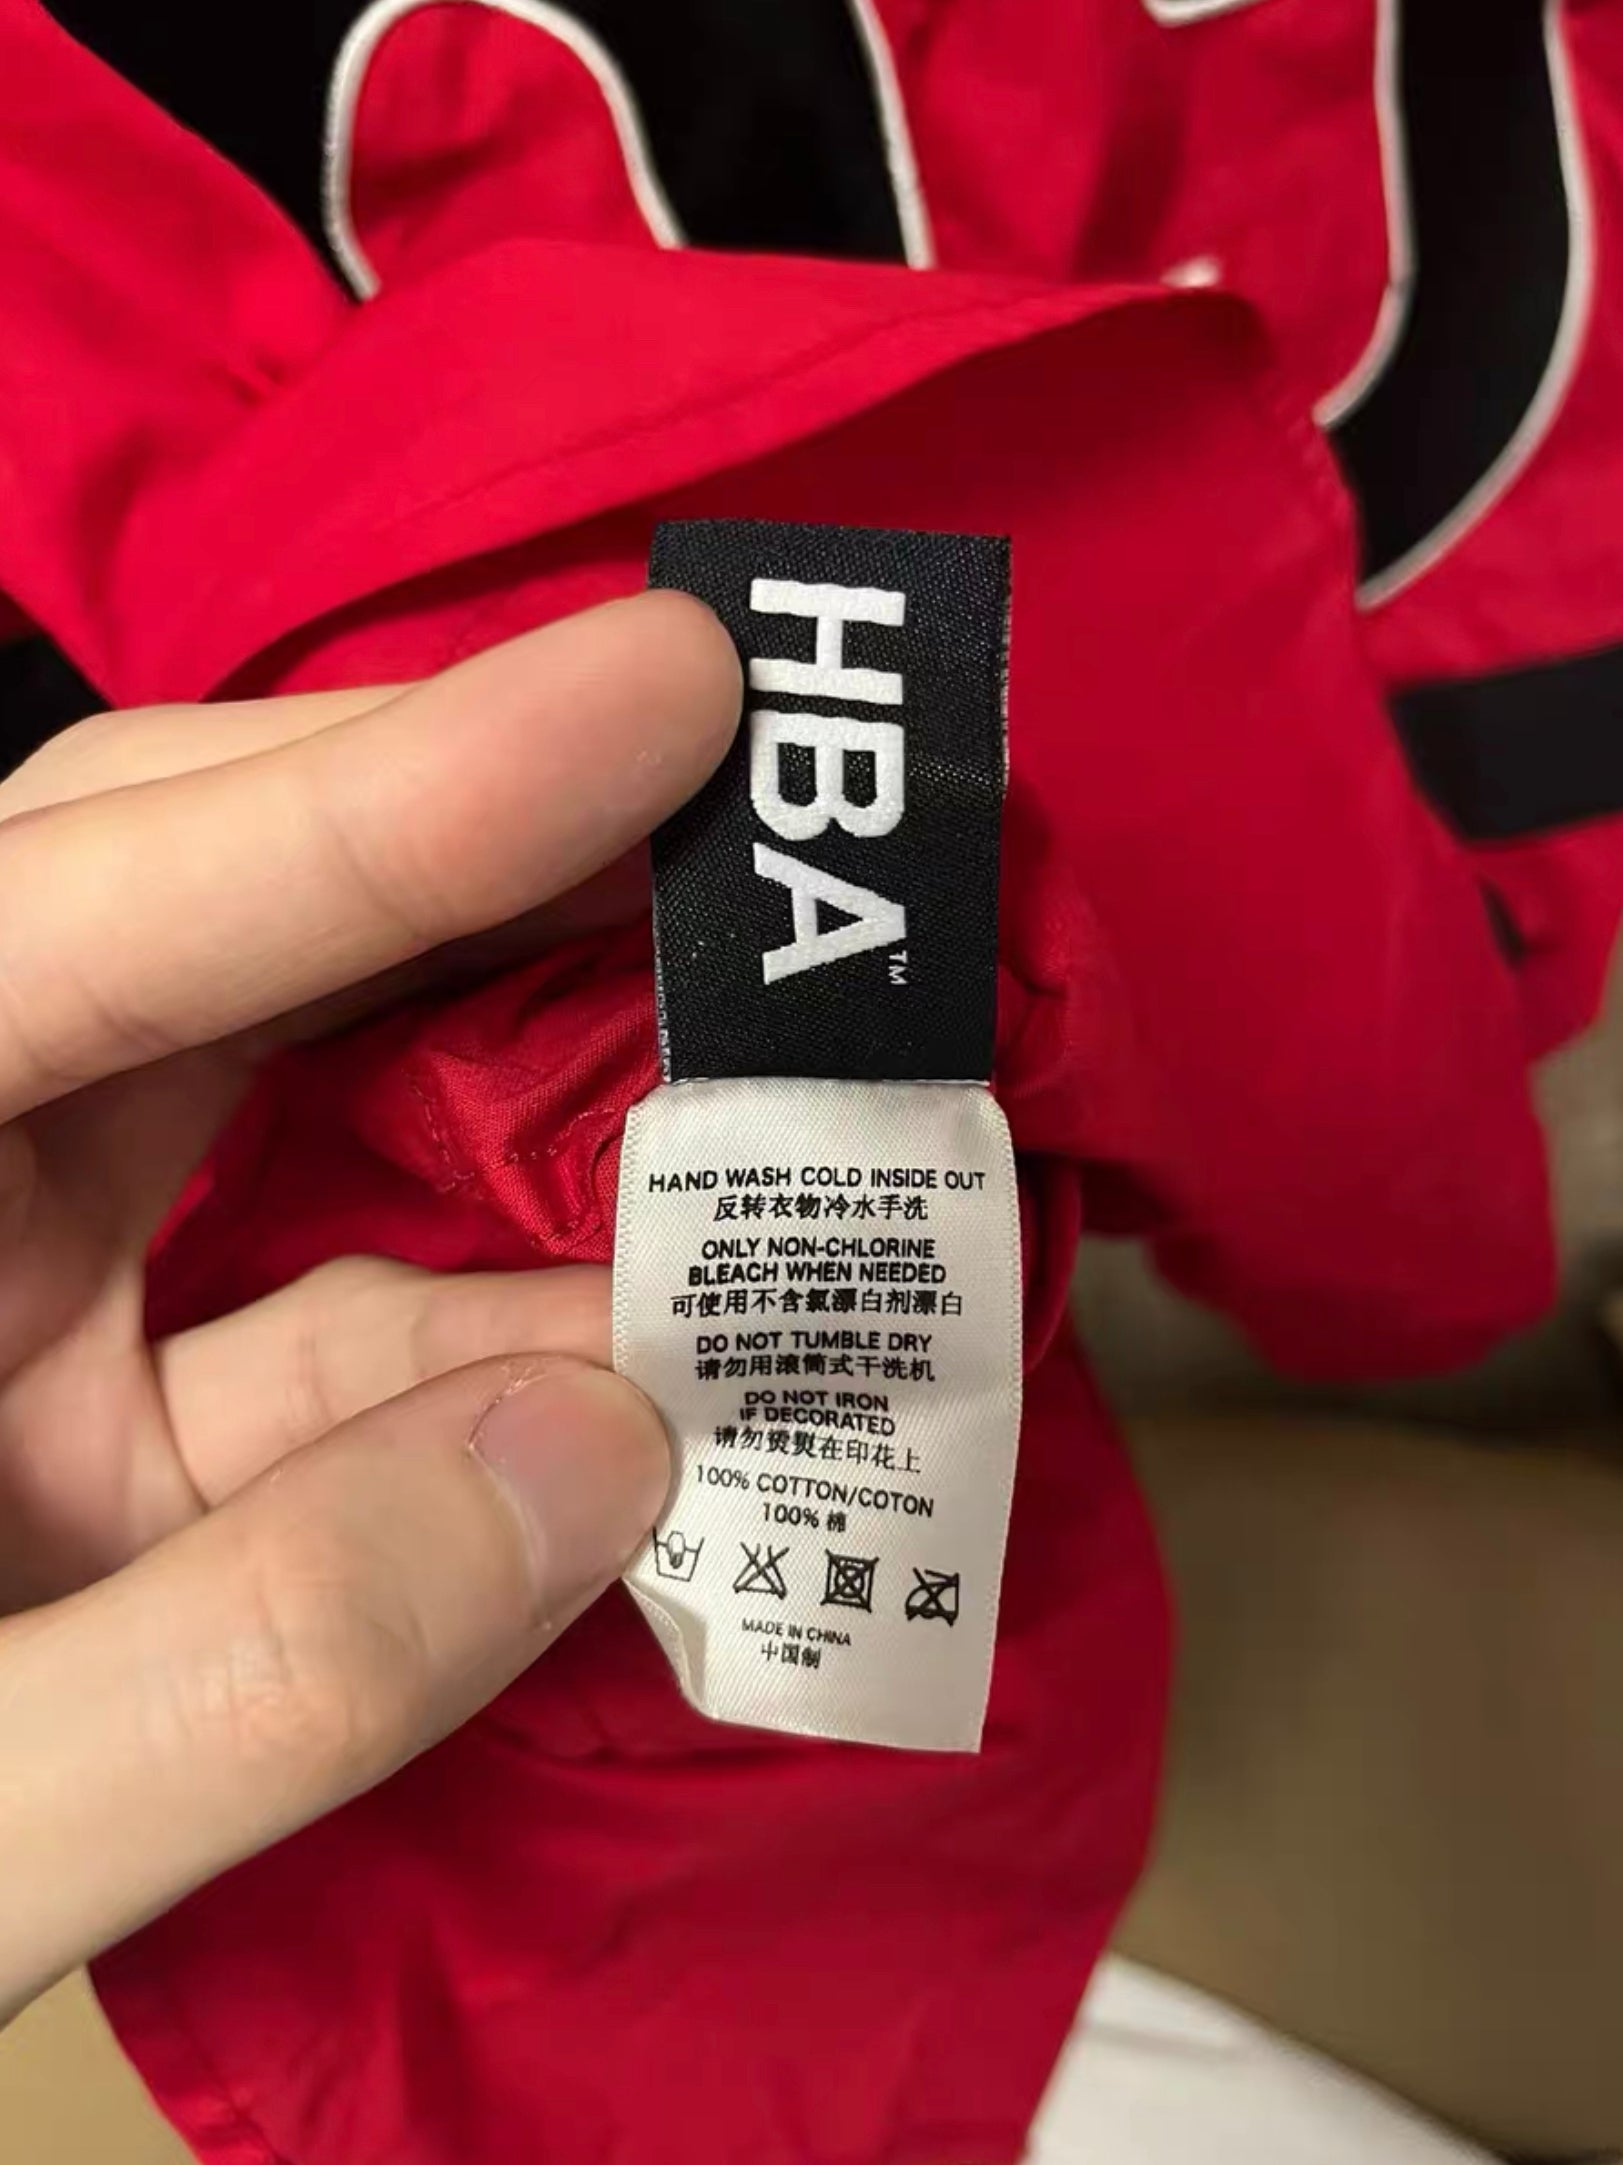 HBA™
HAND WASH COLD INSIDE OUT
反转衣物冷水手洗
ONLY NON-CHLORINE
BLEACH WHEN NEEDED
可使用不含氯漂白剂漂白
DO NOT TUMBLE DRY
请勿用滚筒式干洗机
DO NOT IRON
IF DECORATED
请勿烫熨在印花上
100% COTTON/COTON
100% 棉
MADE IN CHINA
中国制